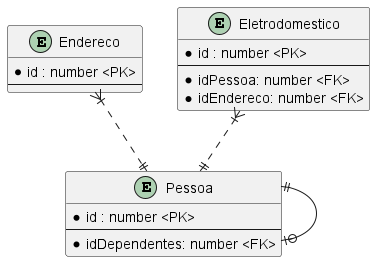 E Endereco
* id : number <PK>
E Eletrodomestico
* id : number <PK>
* idPessoa: number <FK>
* idEndereco: number <FK>
E Pessoa
* id : number <PK>
* idDependentes: number <FK>